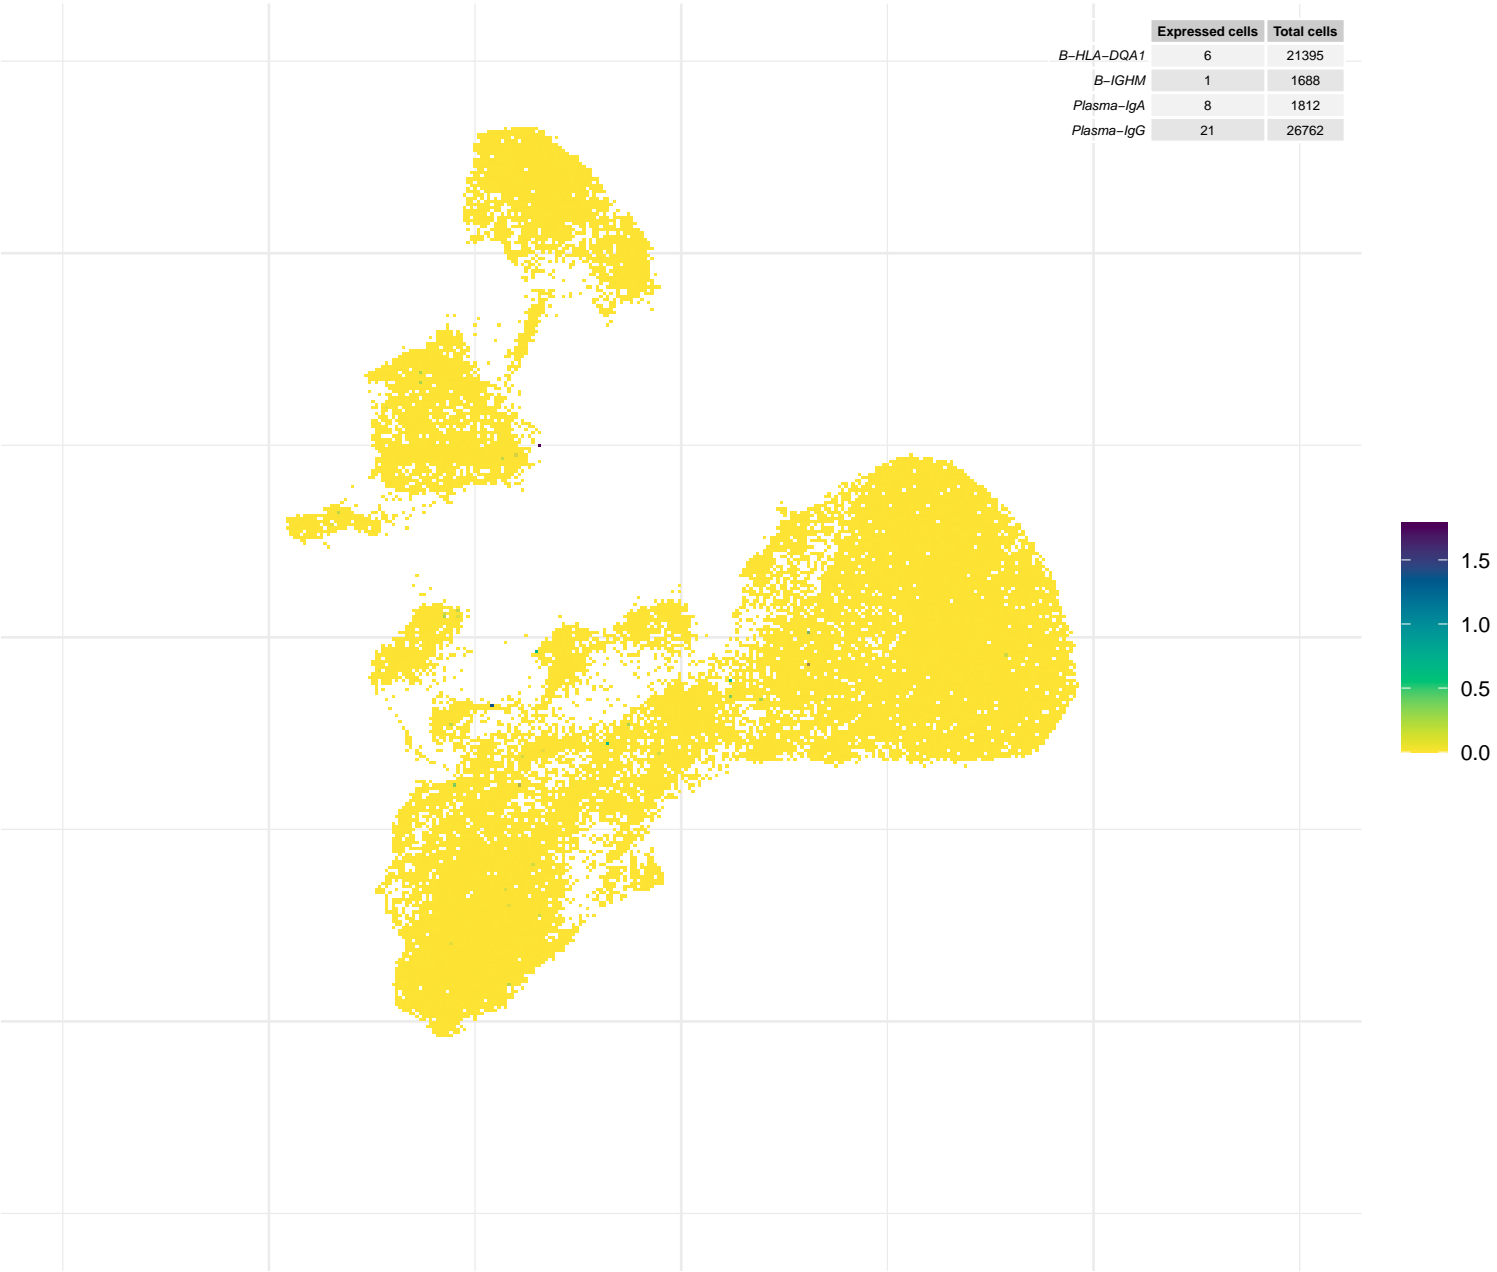 Expressed cells Total cells
B−HLA−DQA1 6 21395
B−IGHM 1 1688
Plasma−IgA 8 1812
Plasma−IgG 21 26762
1.5
1.0
0.5
0.0